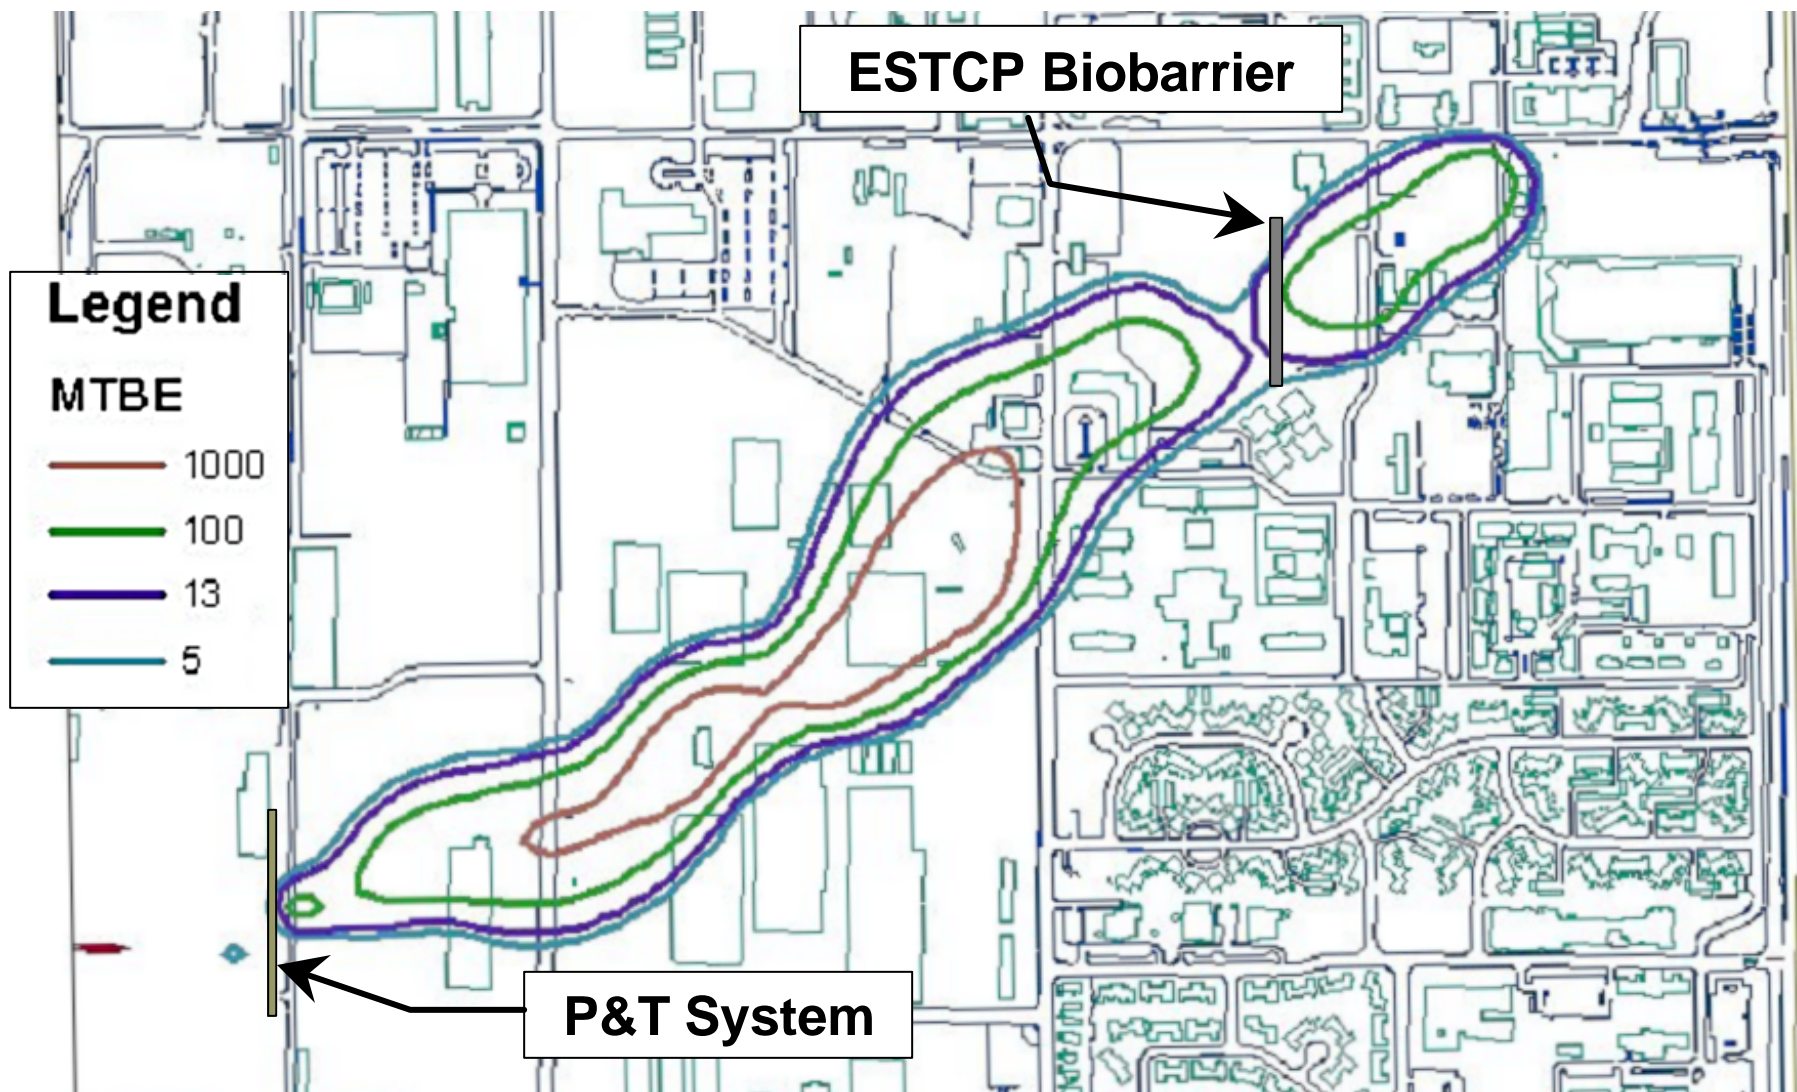 ESTCP Biobarrier
Legend
MTBE
1000
100
13
5
P&T System